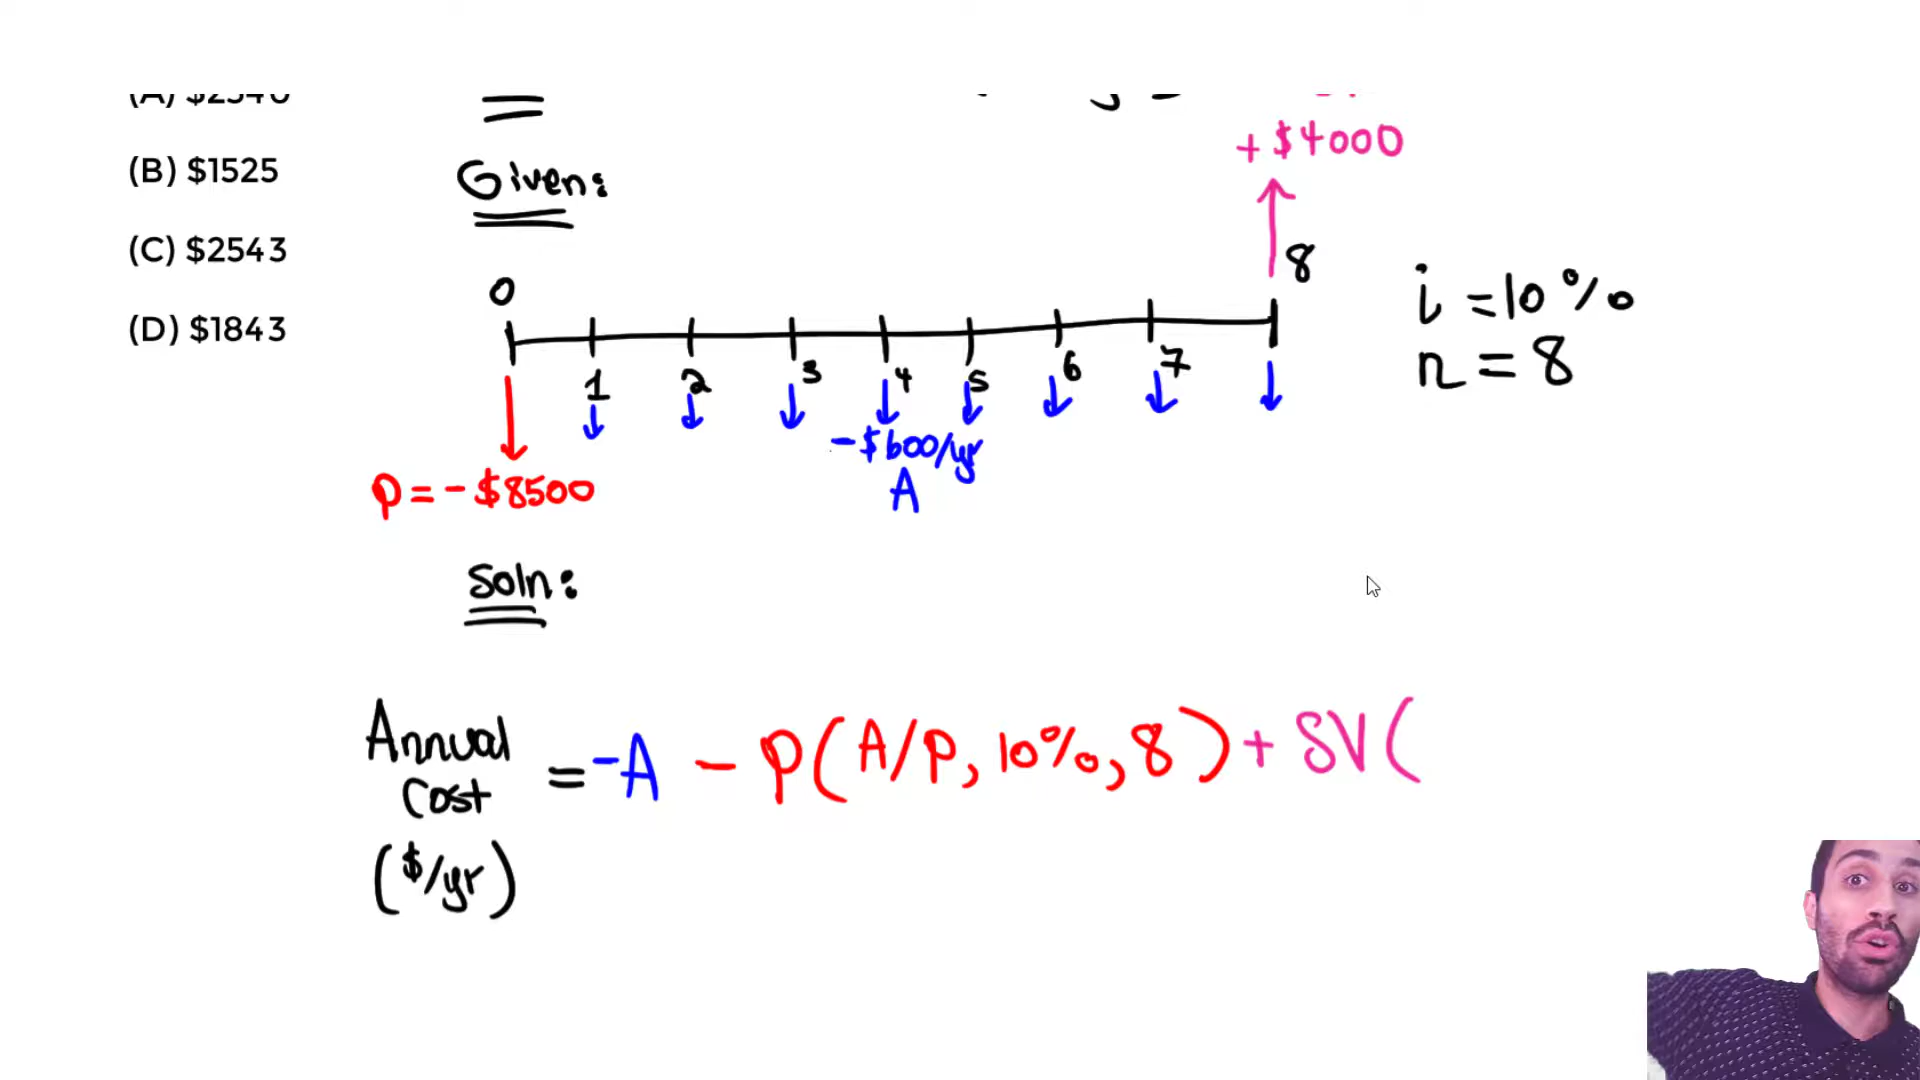 (B) $1525
(C) $2543
(D) $1843
Given:
+ $4000
0
8
1 2 3 4 5 6 7
-$600/yr
A
P = - $8500
i = 10%
n = 8
Soln:
Annual Cost ($/yr) = -A - P(A/P, 10%, 8) + SV(